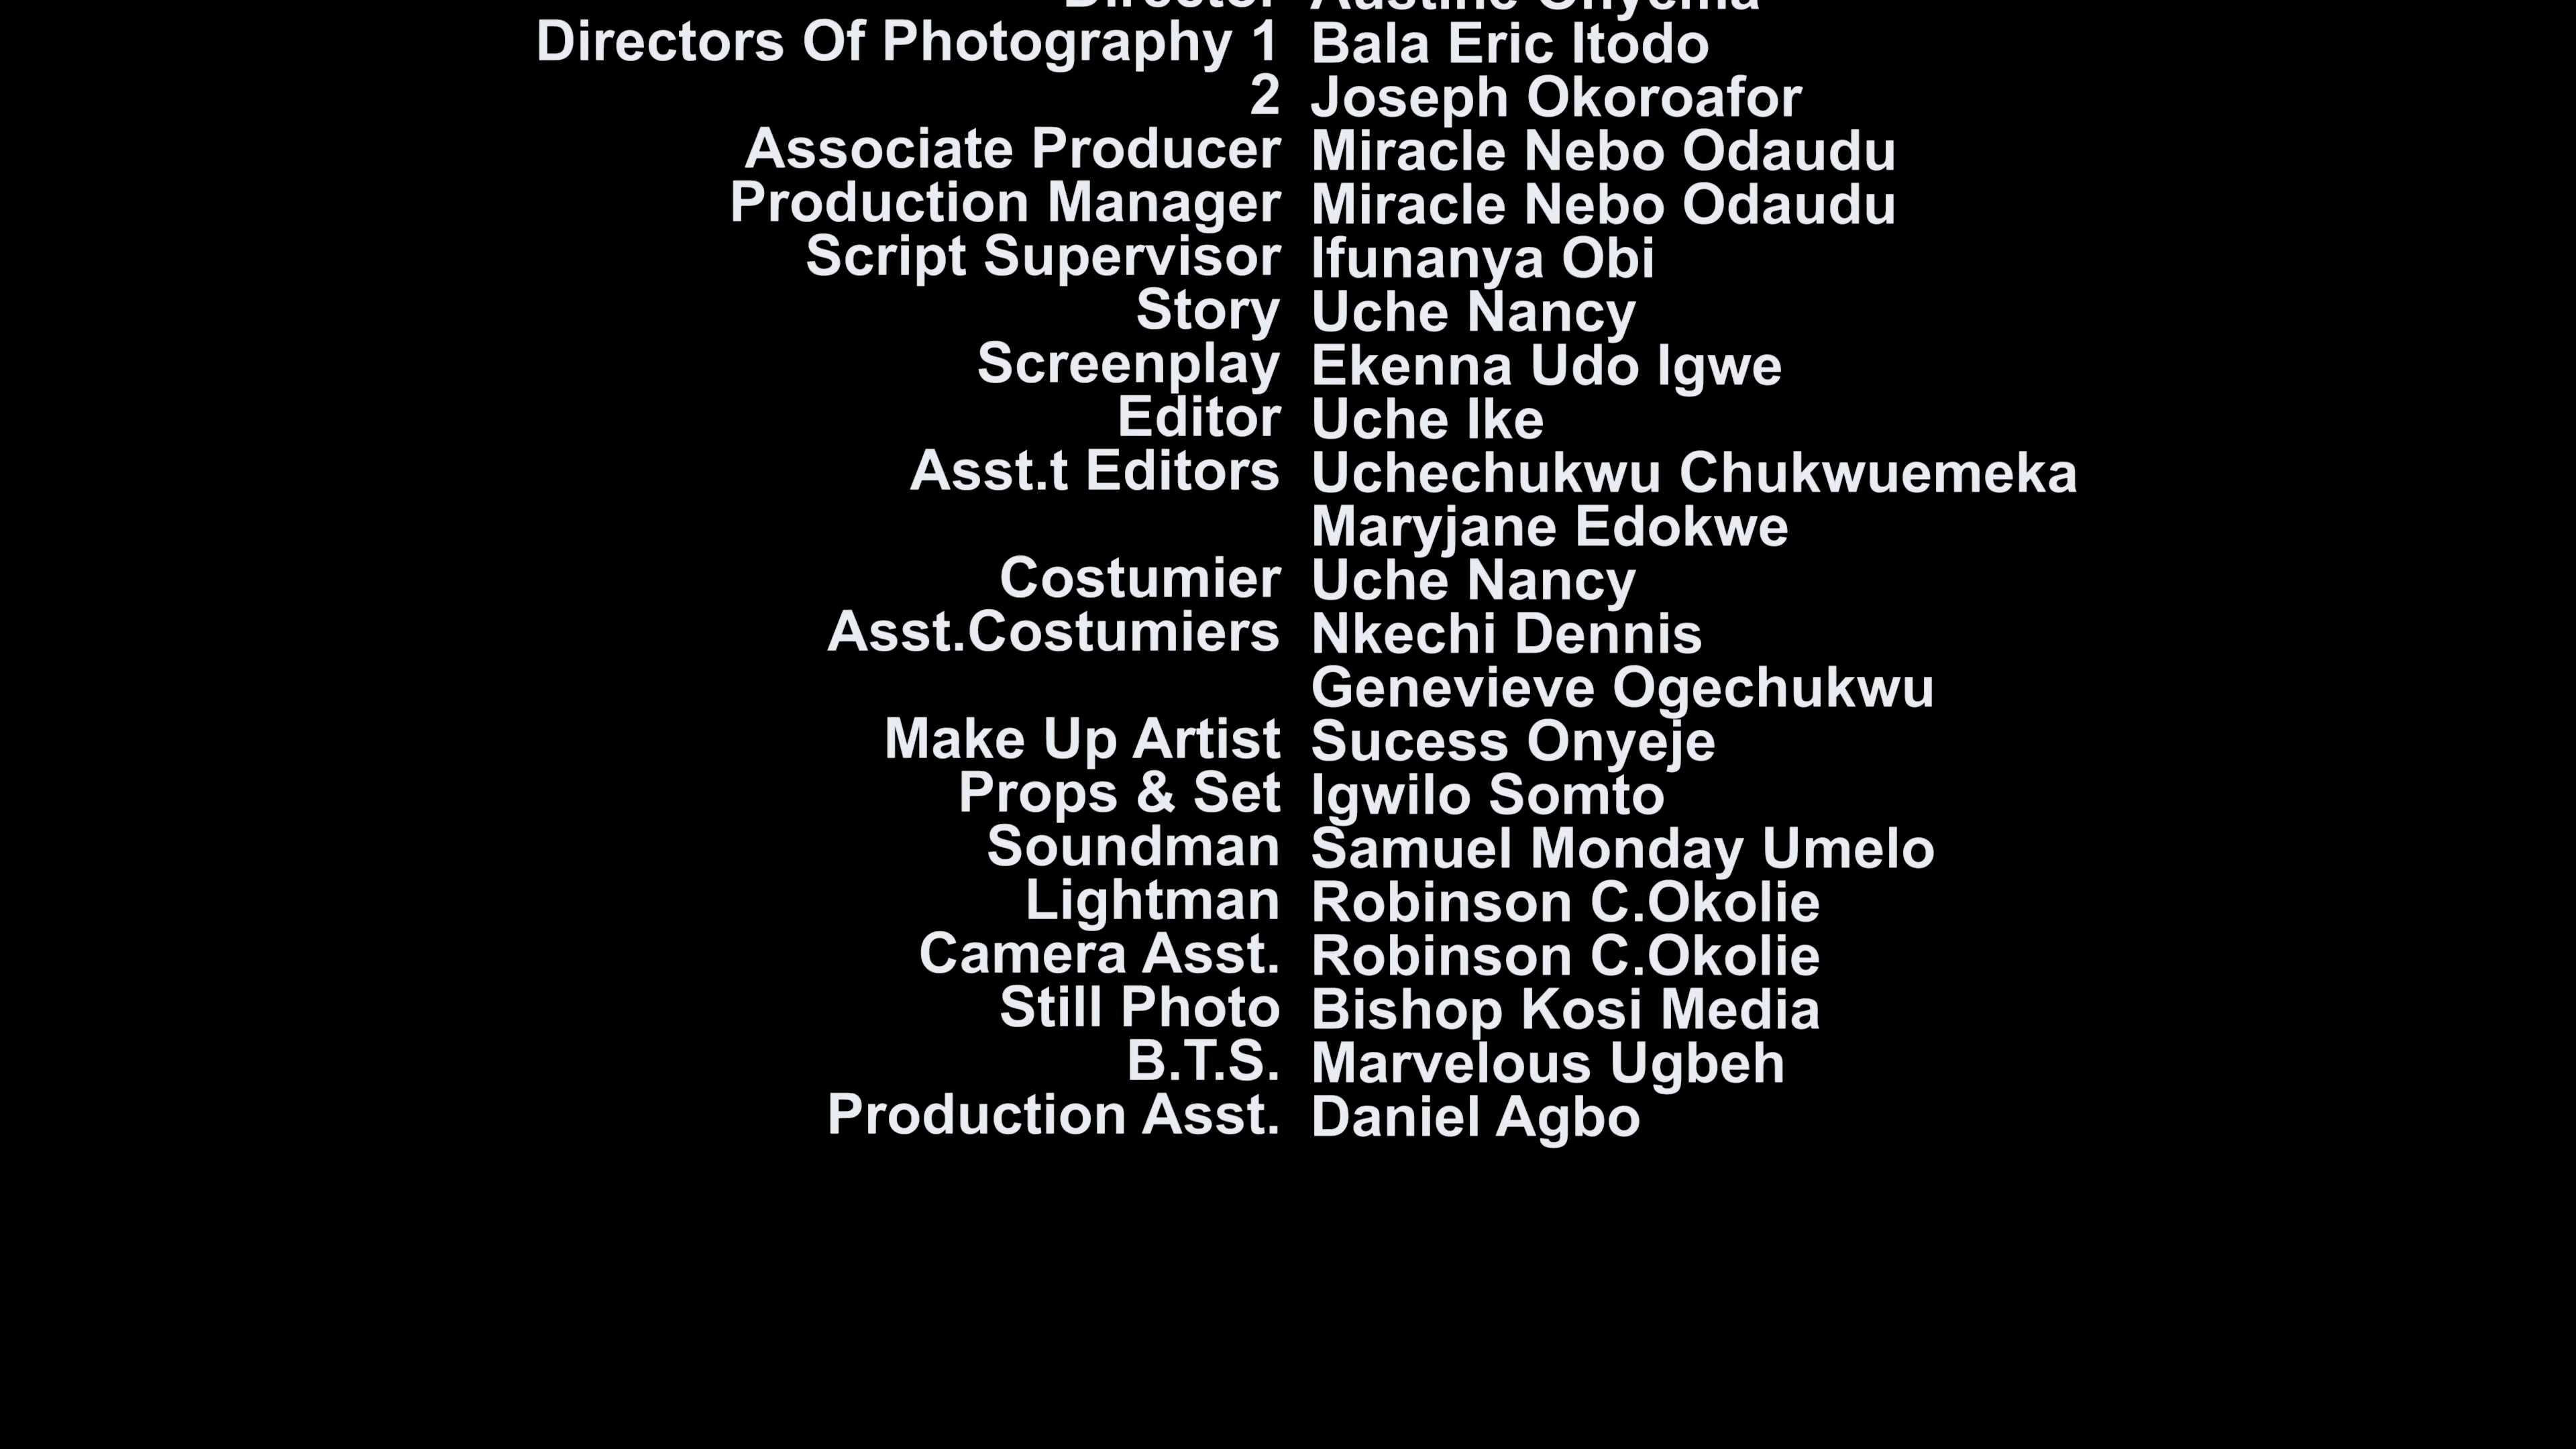 Director Austine Onyema
Directors Of Photography 1 Bala Eric Itodo
2 Joseph Okoroafor
Associate Producer Miracle Nebo Odaudu
Production Manager Miracle Nebo Odaudu
Script Supervisor Ifunanya Obi
Story Uche Nancy
Screenplay Ekenna Udo Igwe
Editor Uche Ike
Asst.t Editors Uchechukwu Chukwuemeka
Maryjane Edokwe
Costumier Uche Nancy
Asst.Costumiers Nkechi Dennis
Genevieve Ogechukwu
Make Up Artist Sucess Onyeje
Props & Set Igwilo Somto
Soundman Samuel Monday Umelo
Lightman Robinson C.Okolie
Camera Asst. Robinson C.Okolie
Still Photo Bishop Kosi Media
B.T.S. Marvelous Ugbeh
Production Asst. Daniel Agbo